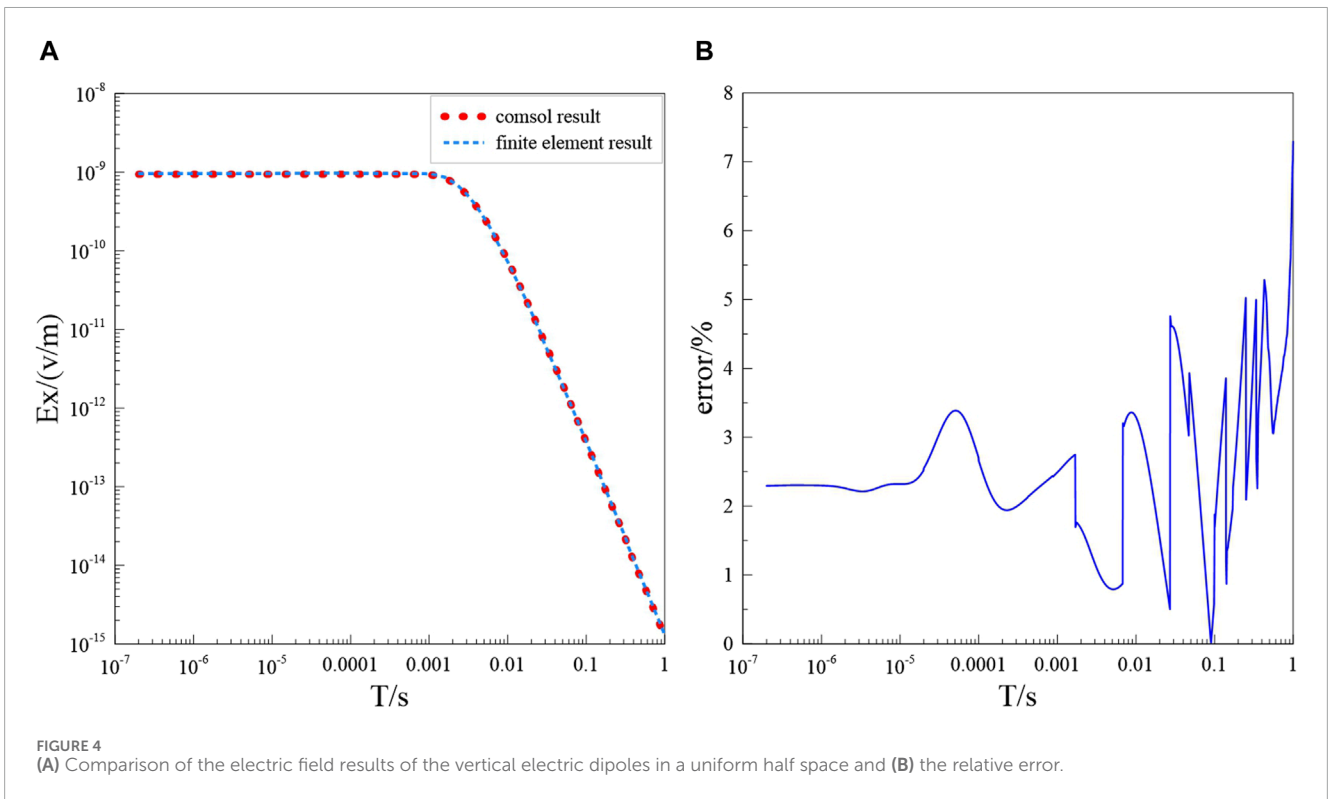 A
B
Ex/(v/m)
10⁻⁸
10⁻⁹
10⁻¹⁰
10⁻¹¹
10⁻¹²
10⁻¹³
10⁻¹⁴
10⁻¹⁵
comsol result
finite element result
10⁻⁷ 10⁻⁶ 10⁻⁵ 0.0001 0.001 0.01 0.1 1
T/s
error/%
8
7
6
5
4
3
2
1
0
10⁻⁷ 10⁻⁶ 10⁻⁵ 0.0001 0.001 0.01 0.1 1
T/s
FIGURE 4
(A) Comparison of the electric field results of the vertical electric dipoles in a uniform half space and (B) the relative error.